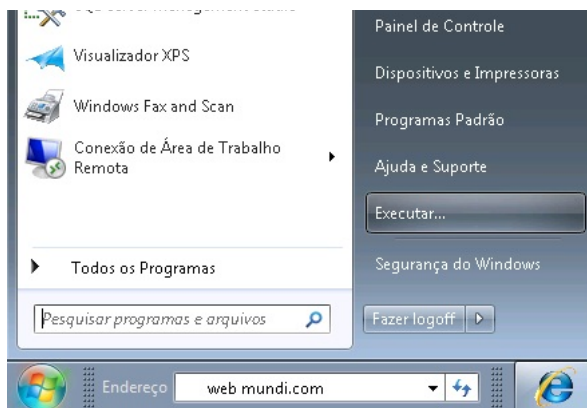 Visualizador XPS
Windows Fax and Scan
Conexão de Área de Trabalho
Remota
Todos os Programas
Pesquisar programas e arquivos
Painel de Controle
Dispositivos e Impressoras
Programas Padrão
Ajuda e Suporte
Executar...
Segurança do Windows
Fazer logoff
Endereço web mundi.com